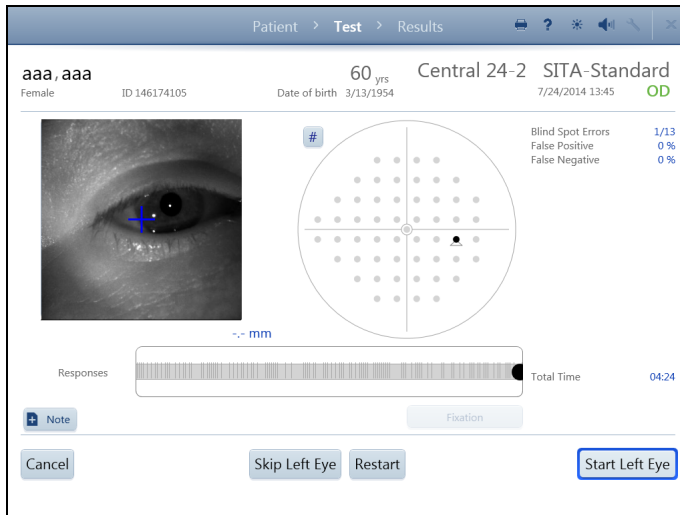 Patient > Test > Results
?
aaa, aaa
60 yrs
Central 24-2
SITA-Standard
Female
ID 146174105
Date of birth 3/13/1954
7/24/2014 13:45
OD
#
Blind Spot Errors 1/13
False Positive 0 %
False Negative 0 %
-.- mm
Responses
Total Time 04:24
Note
Fixation
Cancel
Skip Left Eye
Restart
Start Left Eye